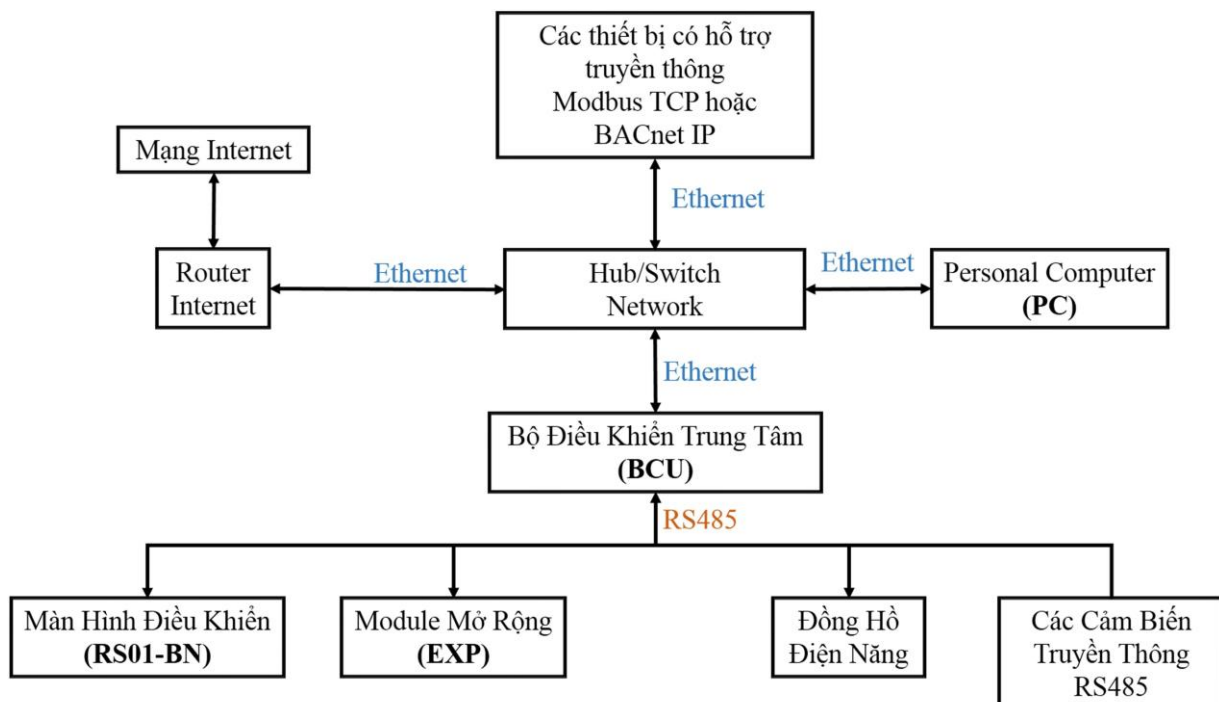 Các thiết bị có hỗ trợ
truyền thông
Modbus TCP hoặc
BACnet IP
Mạng Internet
Ethernet
Router
Internet
Ethernet
Hub/Switch
Network
Ethernet
Personal Computer
(PC)
Ethernet
Bộ Điều Khiển Trung Tâm
(BCU)
RS485
Màn Hình Điều Khiển
(RS01-BN)
Module Mở Rộng
(EXP)
Đồng Hồ
Điện Năng
Các Cảm Biến
Truyền Thông
RS485